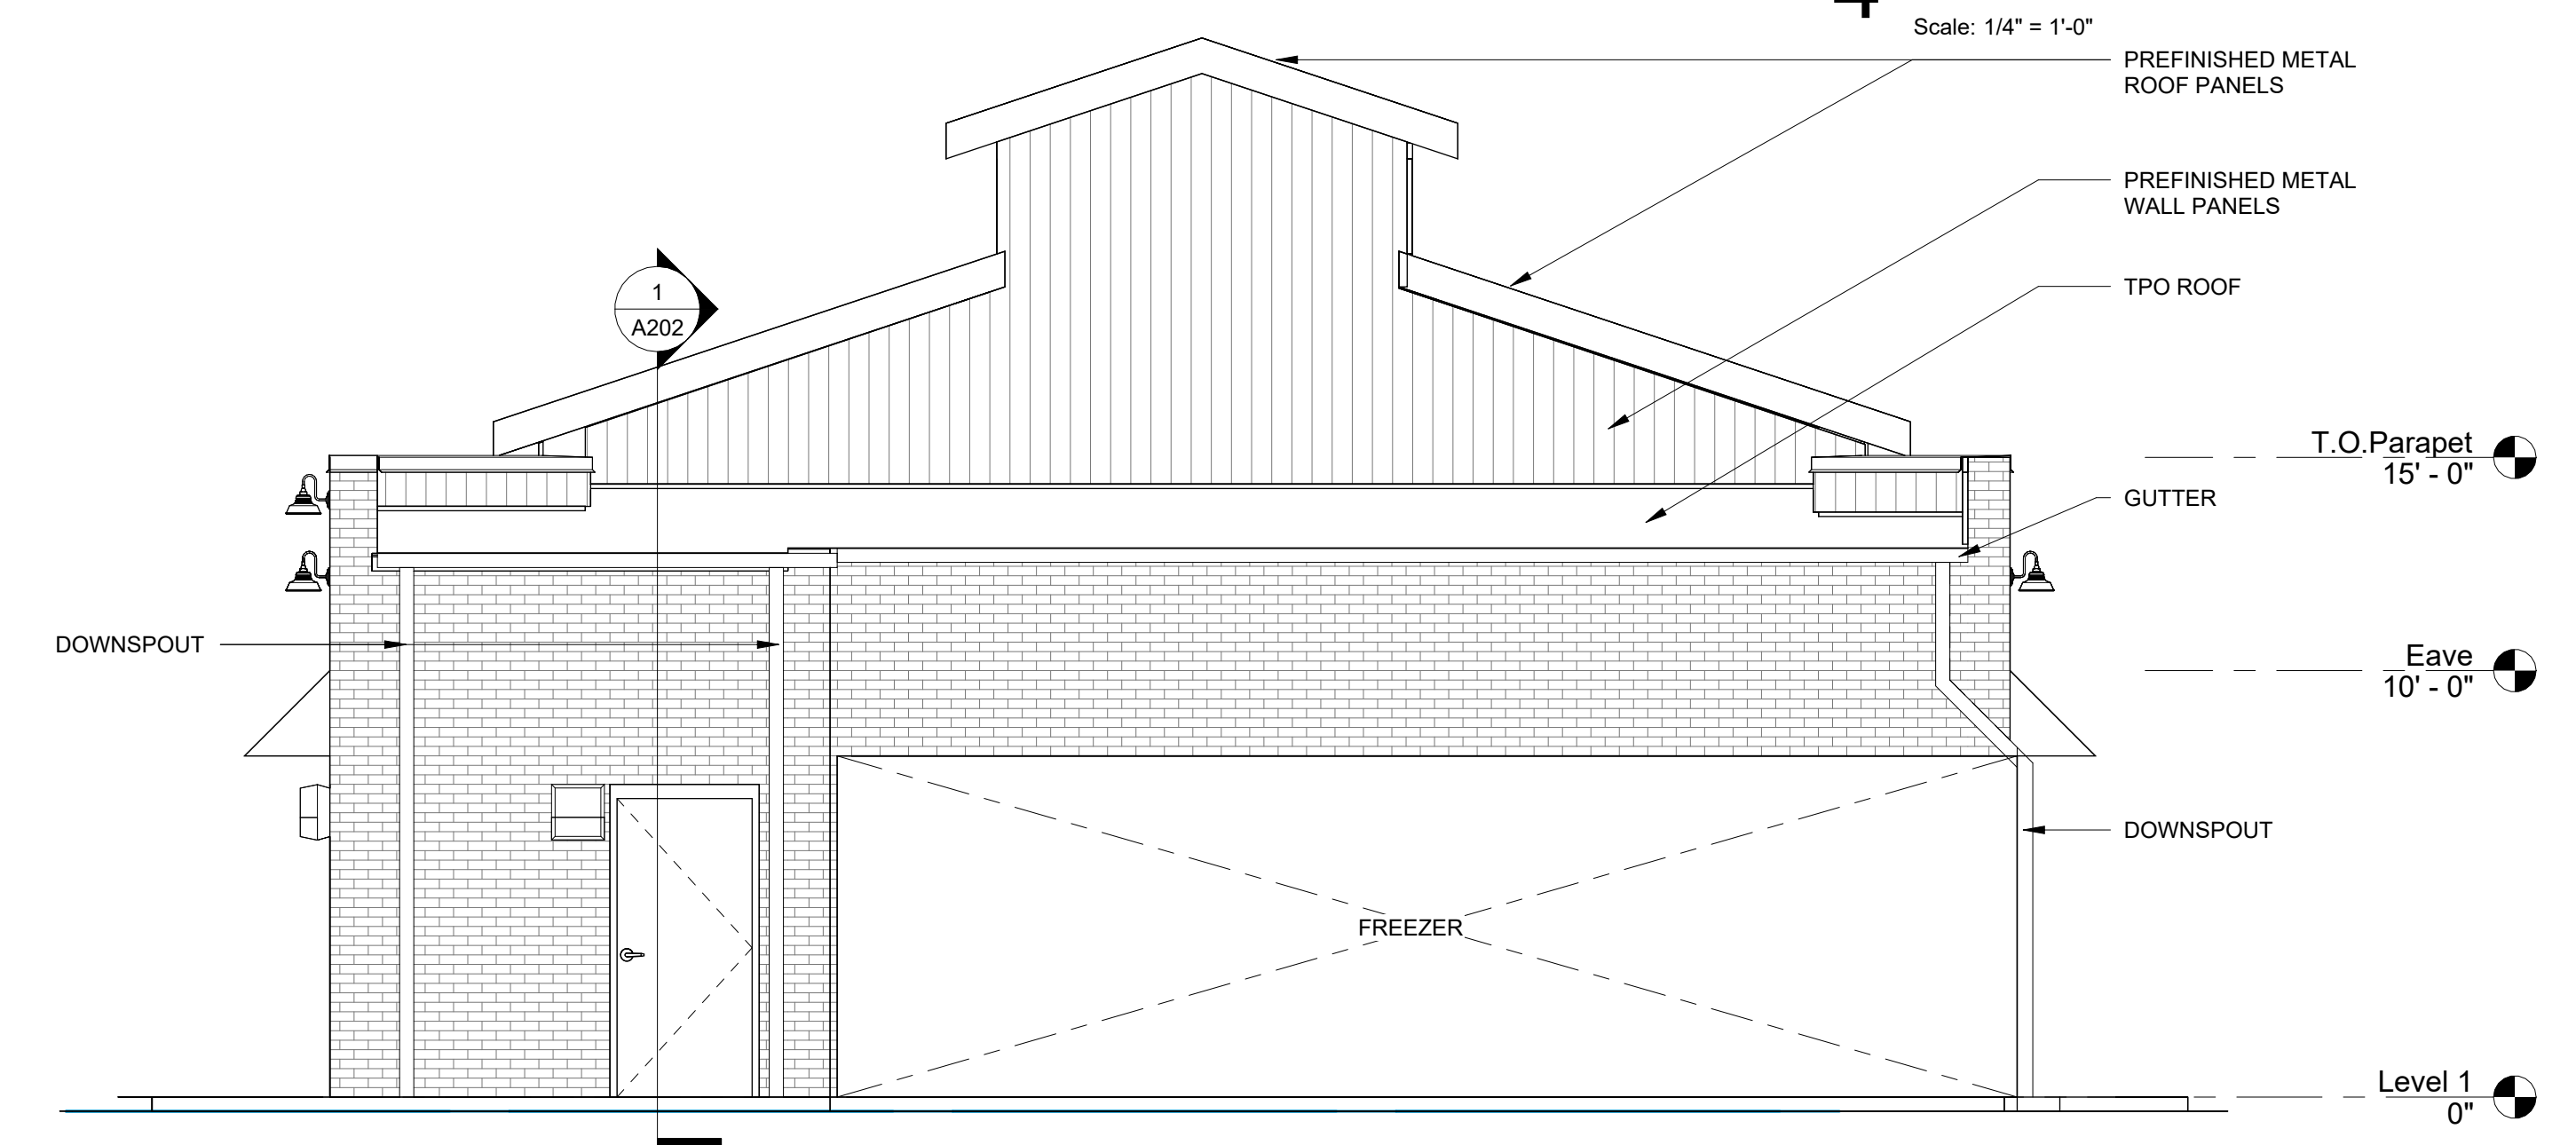 Scale: 1/4" = 1'-0"
PREFINISHED METAL
ROOF PANELS
PREFINISHED METAL
WALL PANELS
TPO ROOF
1
A202
T.O.Parapet
15' - 0"
GUTTER
DOWNSPOUT
Eave
10' - 0"
DOWNSPOUT
FREEZER
Level 1
0"